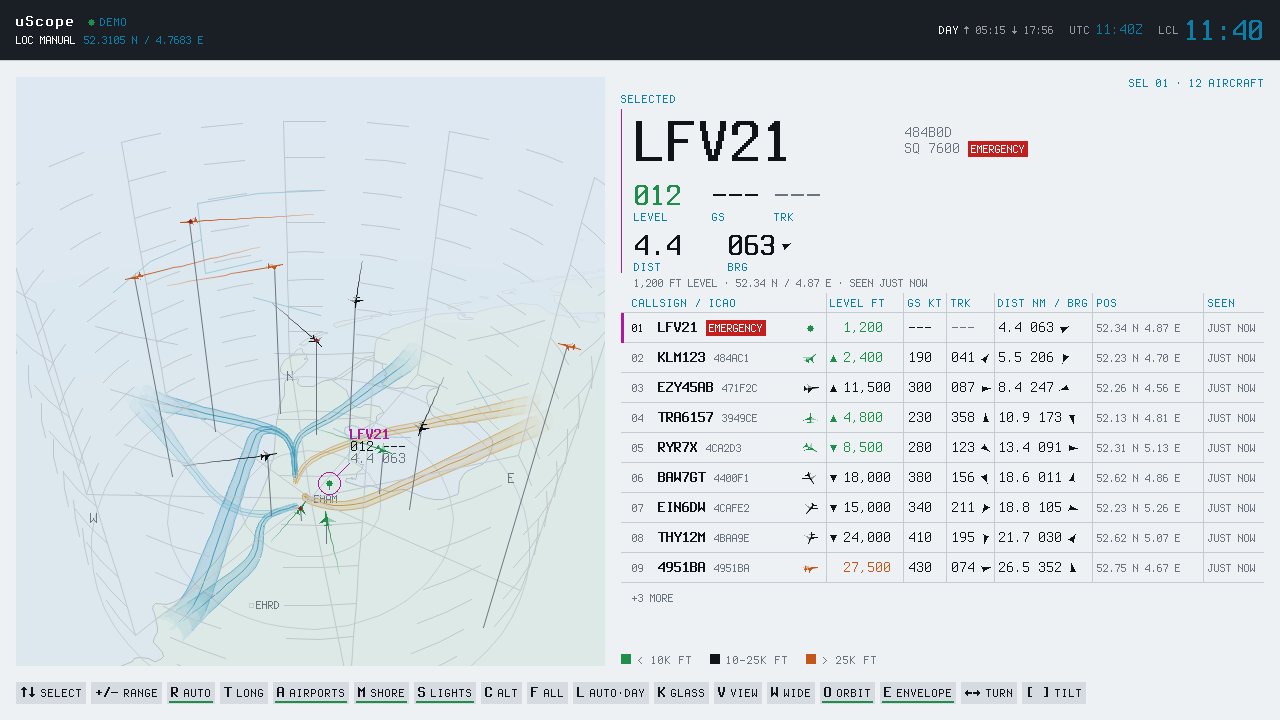 uScope DEMO
LOC MANUAL 52.3105 N / 4.7683 E
DAY ↑ 05:15 ↓ 17:56 UTC 11:40Z LCL 11:40
SEL 01 · 12 AIRCRAFT
SELECTED
LFV21
484B0D
SQ 7600 EMERGENCY
012 --- ---
LEVEL GS TRK
4.4 063
DIST BRG
1,200 FT LEVEL · 52.34 N / 4.87 E · SEEN JUST NOW
CALLSIGN / ICAO LEVEL FT GS KT TRK DIST NM / BRG POS SEEN
01 LFV21 EMERGENCY 1,200 --- --- 4.4 063 52.34 N 4.87 E JUST NOW
02 KLM123 484AC1 ▲ 2,400 190 041 5.5 206 52.23 N 4.70 E JUST NOW
03 EZY45AB 471F2C ▲ 11,500 300 087 8.4 247 52.26 N 4.56 E JUST NOW
04 TRA6157 3949CE ▲ 4,800 230 358 10.9 173 52.13 N 4.81 E JUST NOW
05 RYR7X 4CA2D3 ▼ 8,500 280 123 13.4 091 52.31 N 5.13 E JUST NOW
06 BAW7GT 4400F1 ▼ 18,000 380 156 18.3 011 52.62 N 4.86 E JUST NOW
07 EIN6DW 4CAFE2 ▼ 15,000 340 211 18.8 105 52.23 N 5.26 E JUST NOW
08 THY12M 4BAA9E ▼ 24,000 410 195 21.7 030 52.62 N 5.07 E JUST NOW
09 4951BA 4951BA 27,500 430 074 26.5 352 52.75 N 4.67 E JUST NOW
+3 MORE
N
LFV21
012 ---
4.4 063
E
EHAM
W
EHRD
< 10K FT 10-25K FT > 25K FT
↑↓ SELECT +/- RANGE R AUTO T LONG A AIRPORTS M SHORE S LIGHTS C ALT F ALL L AUTO·DAY K GLASS V VIEW W WIDE O ORBIT E ENVELOPE ←→ TURN [ ] TILT